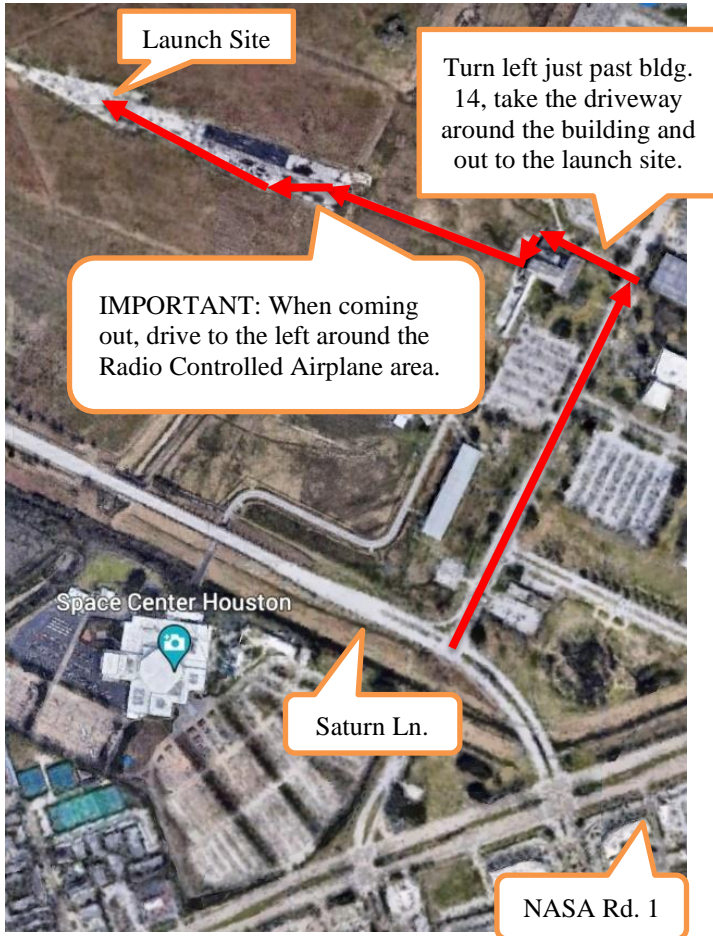 Launch Site
Turn left just past bldg.
14, take the driveway
around the building and
out to the launch site.
IMPORTANT: When coming
out, drive to the left around the
Radio Controlled Airplane area.
Space Center Houston
Saturn Ln.
NASA Rd. 1